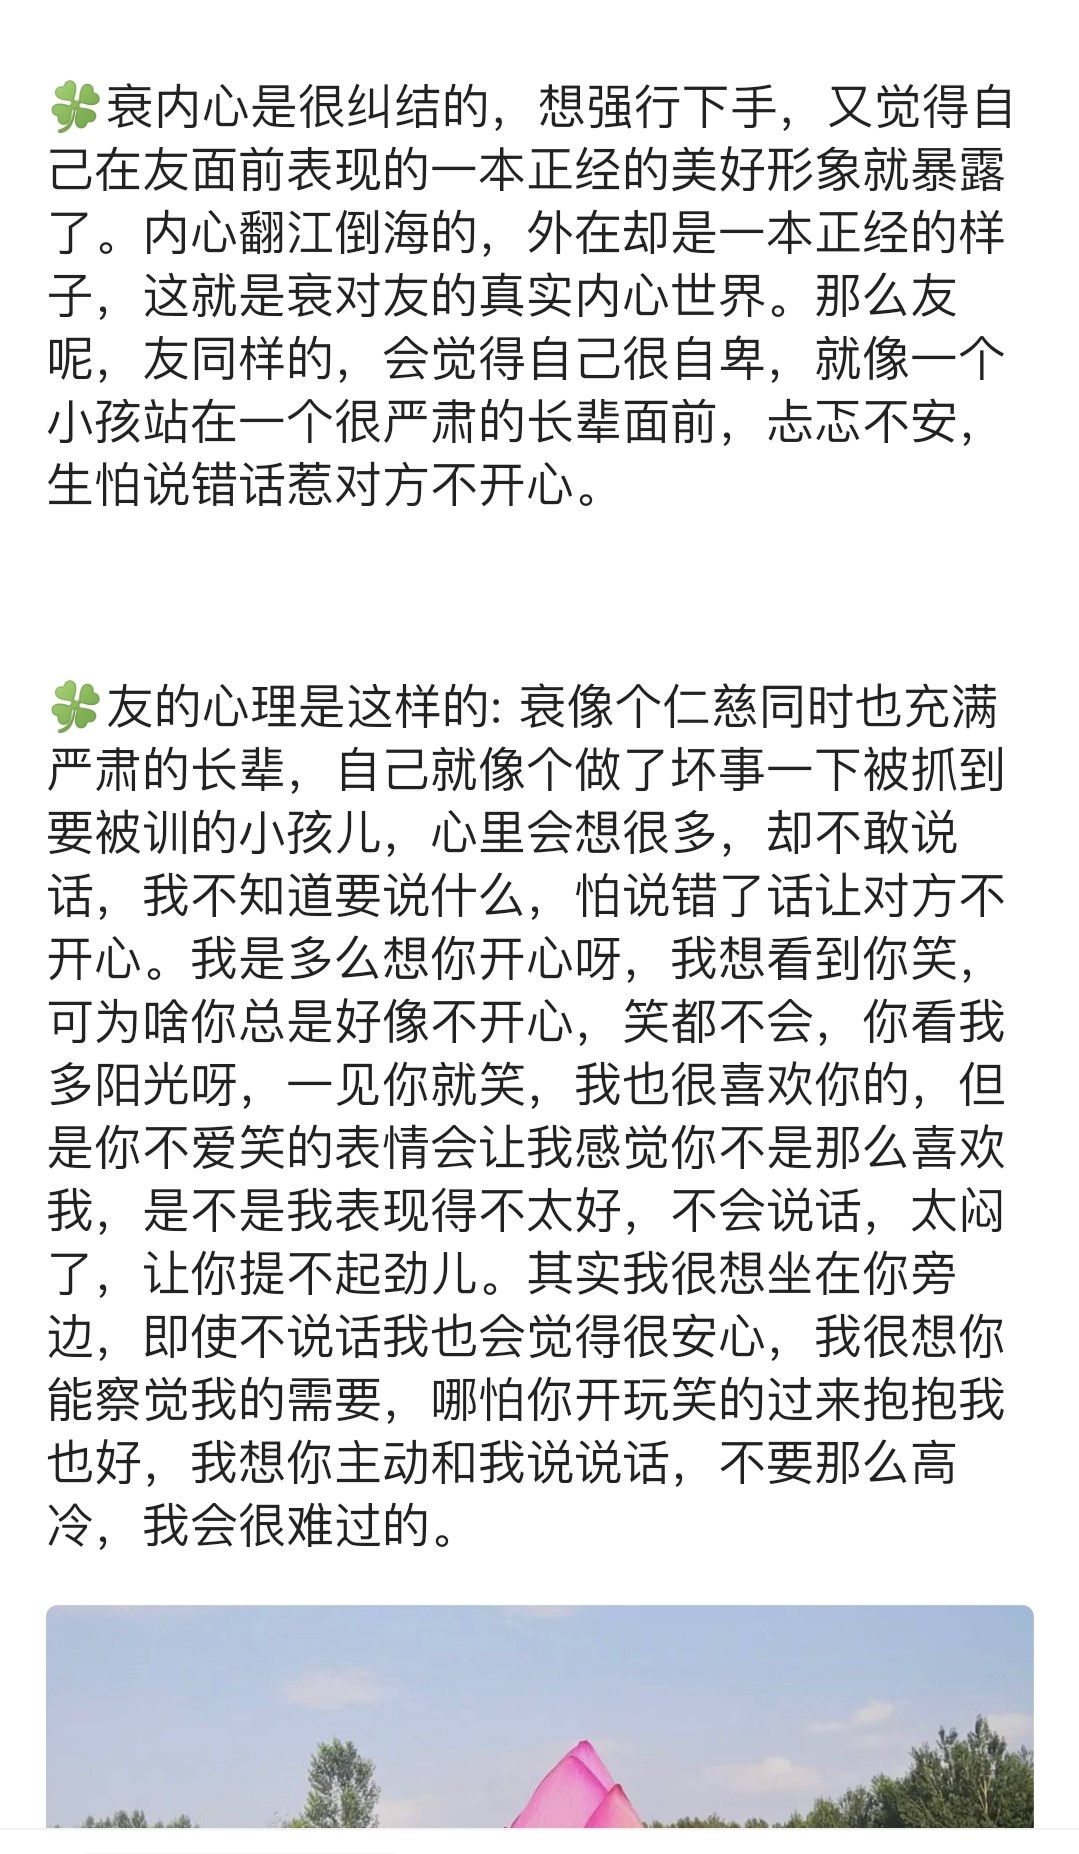 🍀衰内心是很纠结的，想强行下手，又觉得自
己在友面前表现的一本正经的美好形象就暴露
了。内心翻江倒海的，外在却是一本正经的样
子，这就是衰对友的真实内心世界。那么友
呢，友同样的，会觉得自己很自卑，就像一个
小孩站在一个很严肃的长辈面前，忐忑不安，
生怕说错话惹对方不开心。
🍀友的心理是这样的: 衰像个仁慈同时也充满
严肃的长辈，自己就像个做了坏事一下被抓到
要被训的小孩儿，心里会想很多，却不敢说
话，我不知道要说什么，怕说错了话让对方不
开心。我是多么想你开心呀，我想看到你笑，
可为啥你总是好像不开心，笑都不会，你看我
多阳光呀，一见你就笑，我也很喜欢你的，但
是你不爱笑的表情会让我感觉你不是那么喜欢
我，是不是我表现得不太好，不会说话，太闷
了，让你提不起劲儿。其实我很想坐在你旁
边，即使不说话我也会觉得很安心，我很想你
能察觉我的需要，哪怕你开玩笑的过来抱抱我
也好，我想你主动和我说说话，不要那么高
冷，我会很难过的。